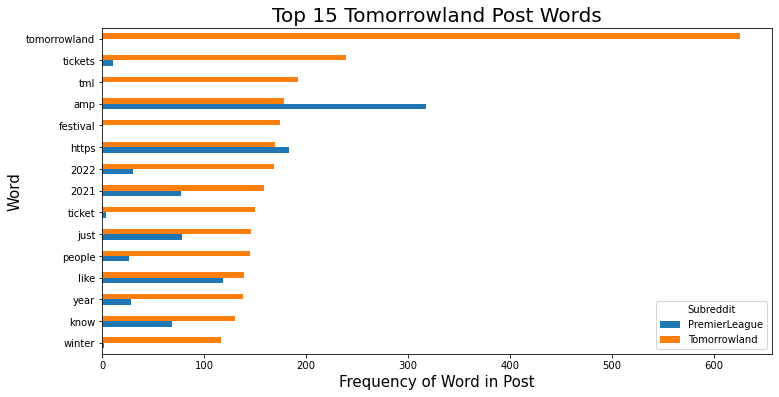 Top 15 Tomorrowland Post Words
Word
tomorrowland
tickets
tml
amp
festival
https
2022
2021
ticket
just
people
like
year
know
winter
Subreddit
PremierLeague
Tomorrowland
0 100 200 300 400 500 600
Frequency of Word in Post